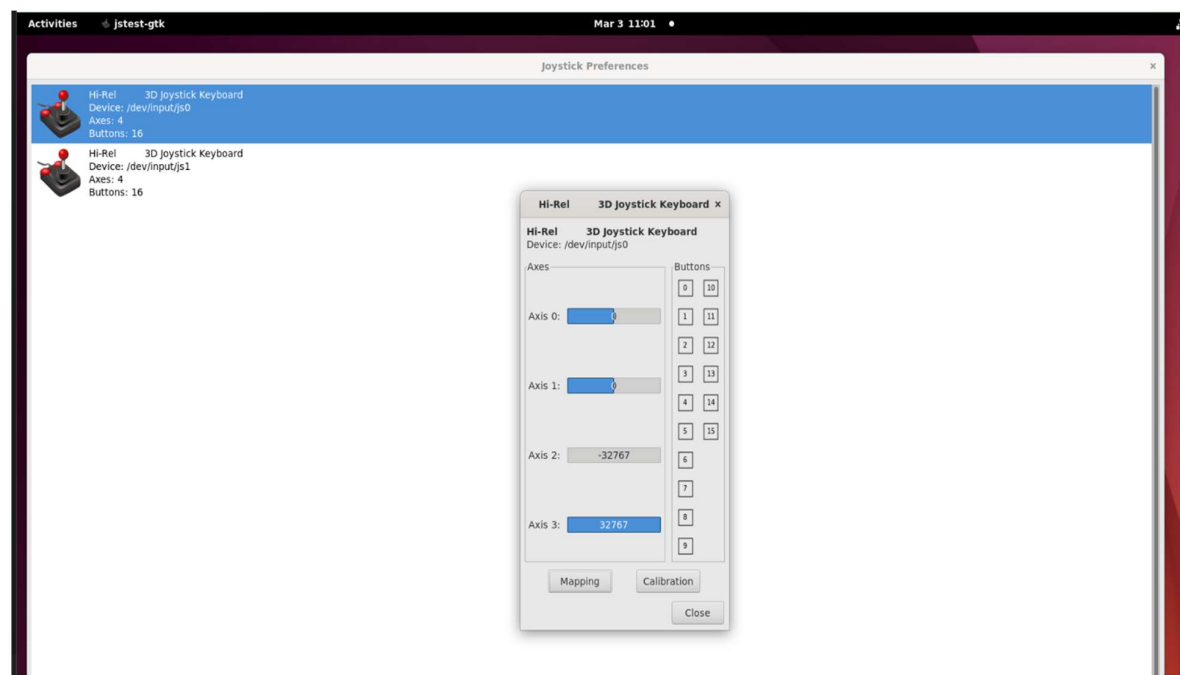 Activities jstest-gtk Mar 3 11:01
Joystick Preferences ×
Hi-Rel 3D Joystick Keyboard
Device: /dev/input/js0
Axes: 4
Buttons: 16
Hi-Rel 3D Joystick Keyboard
Device: /dev/input/js1
Axes: 4
Buttons: 16
Hi-Rel 3D Joystick Keyboard ×
Hi-Rel 3D Joystick Keyboard
Device: /dev/input/js0
Axes
Axis 0: 0
Axis 1: 0
Axis 2: -32767
Axis 3: 32767
Buttons
0 10
1 11
2 12
3 13
4 14
5 15
6
7
8
9
Mapping Calibration
Close